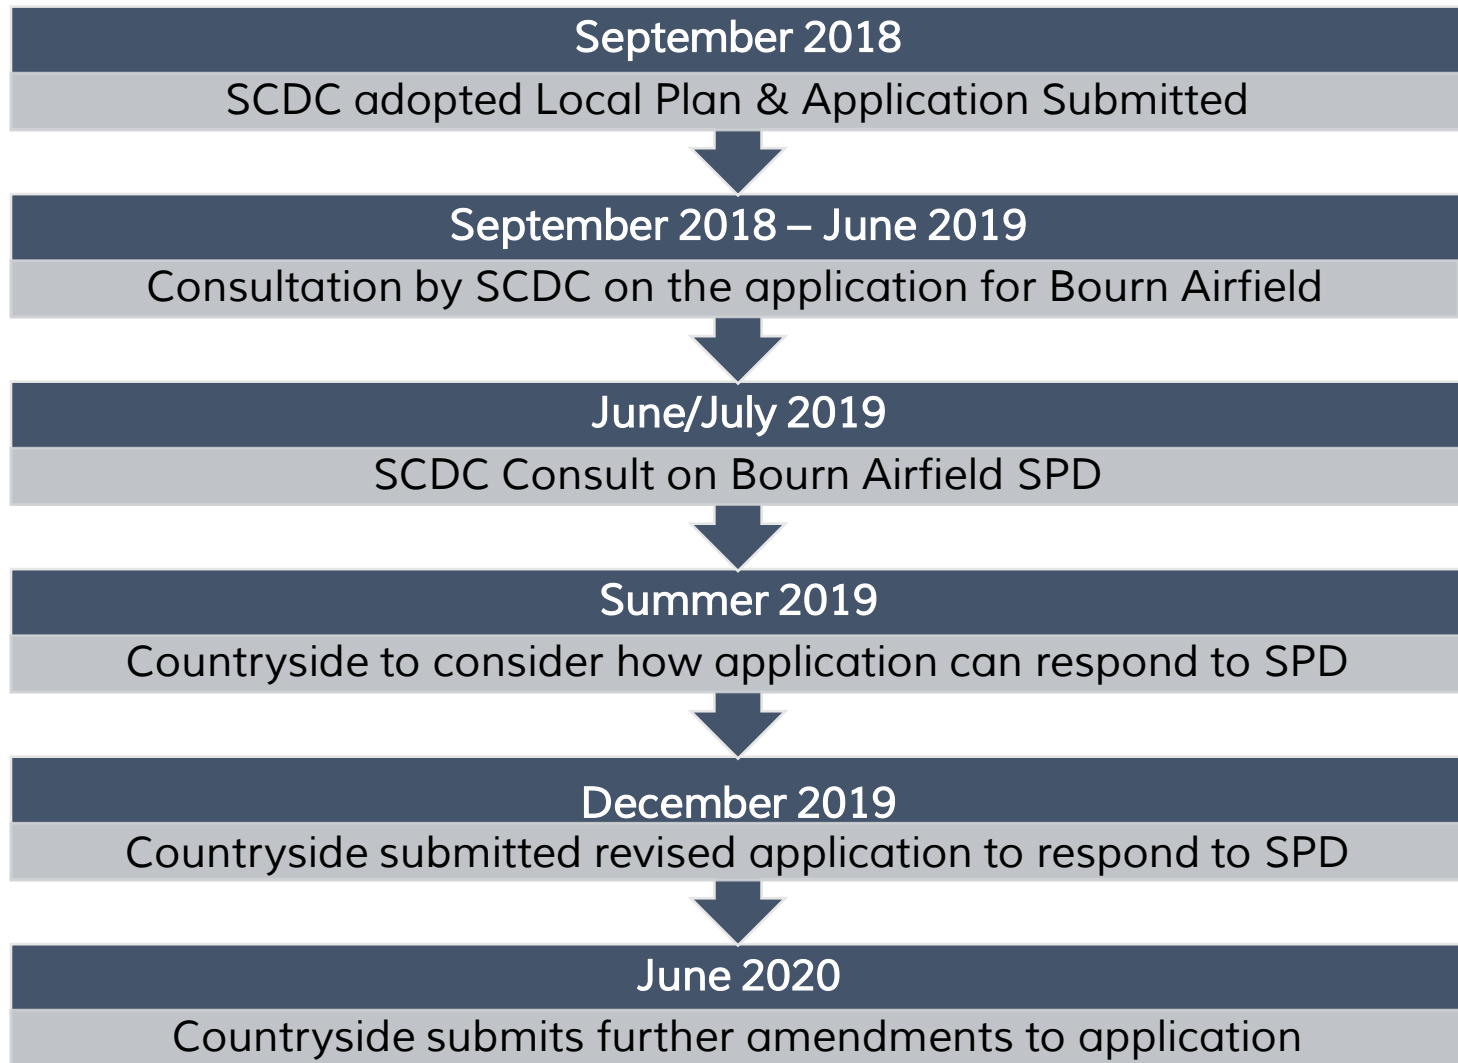 September 2018
SCDC adopted Local Plan & Application Submitted
September 2018 – June 2019
Consultation by SCDC on the application for Bourn Airfield
June/July 2019
SCDC Consult on Bourn Airfield SPD
Summer 2019
Countryside to consider how application can respond to SPD
December 2019
Countryside submitted revised application to respond to SPD
June 2020
Countryside submits further amendments to application